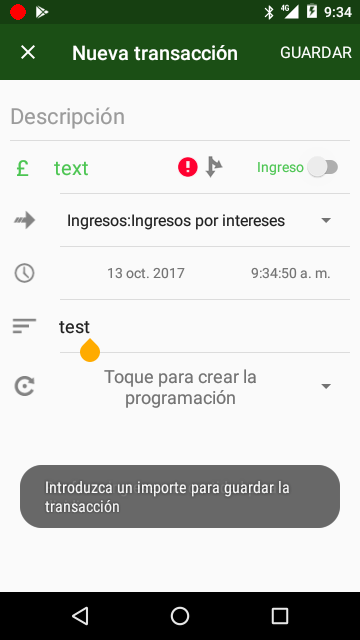 4G 9:34
Nueva transacción GUARDAR
Descripción
£ text Ingreso
Ingresos:Ingresos por intereses
13 oct. 2017 9:34:50 a. m.
test
Toque para crear la
programación
Introduzca un importe para guardar la
transacción